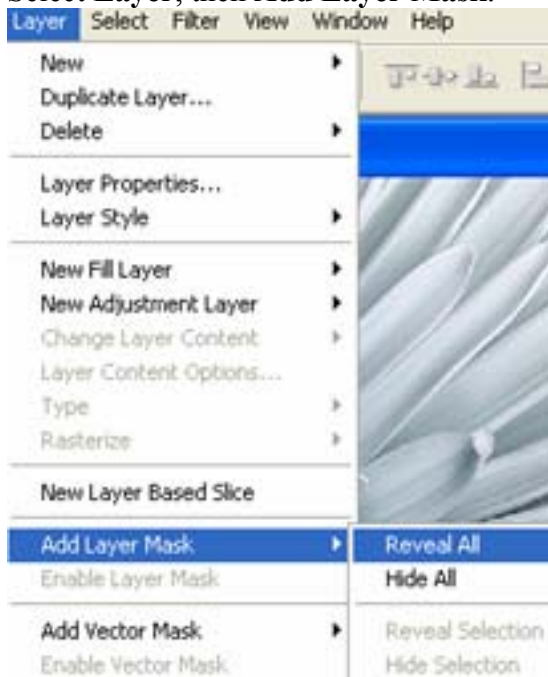 Select Layer, then Add Layer Mask.
Layer Select Filter View Window Help
New
Duplicate Layer...
Delete
Layer Properties...
Layer Style
New Fill Layer
New Adjustment Layer
Change Layer Content
Layer Content Options...
Type
Rasterize
New Layer Based Slice
Add Layer Mask Reveal All
Enable Layer Mask Hide All
Add Vector Mask Reveal Selection
Enable Vector Mask Hide Selection